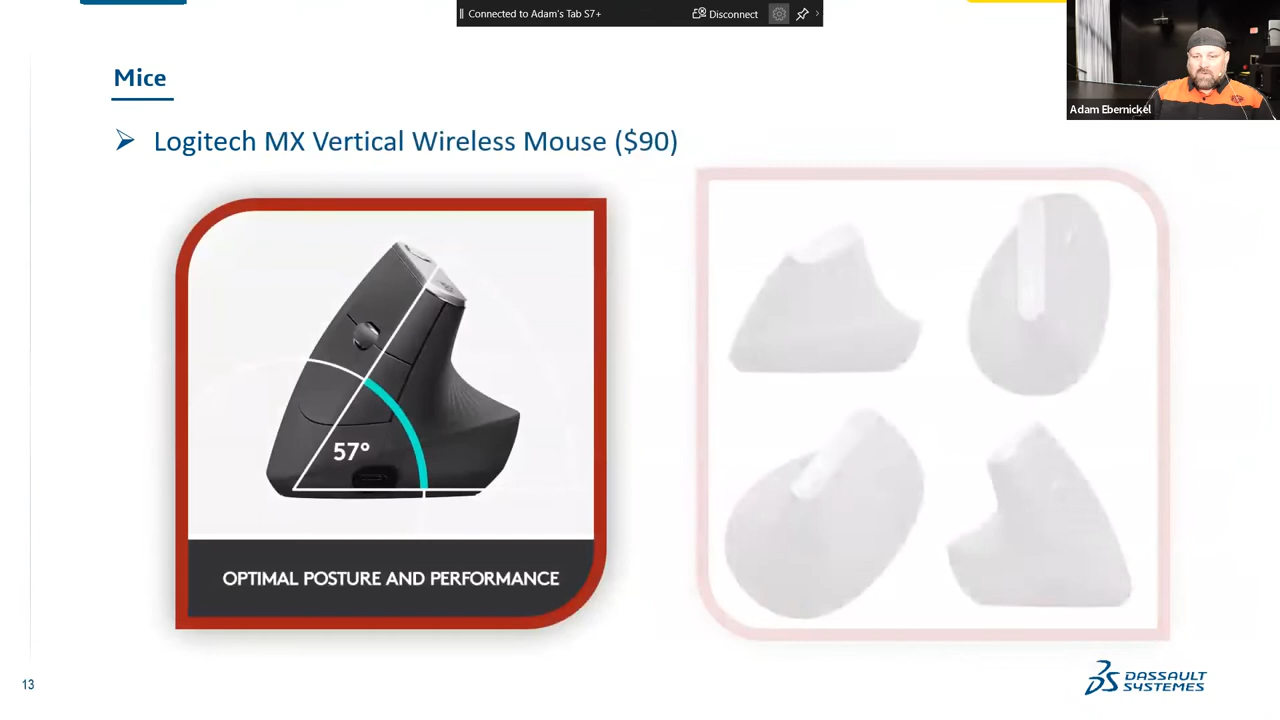 Connected to Adam's Tab S7+
Disconnect
Adam Ebernickel
Mice
Logitech MX Vertical Wireless Mouse ($90)
57°
OPTIMAL POSTURE AND PERFORMANCE
13
DASSAULT
SYSTEMES